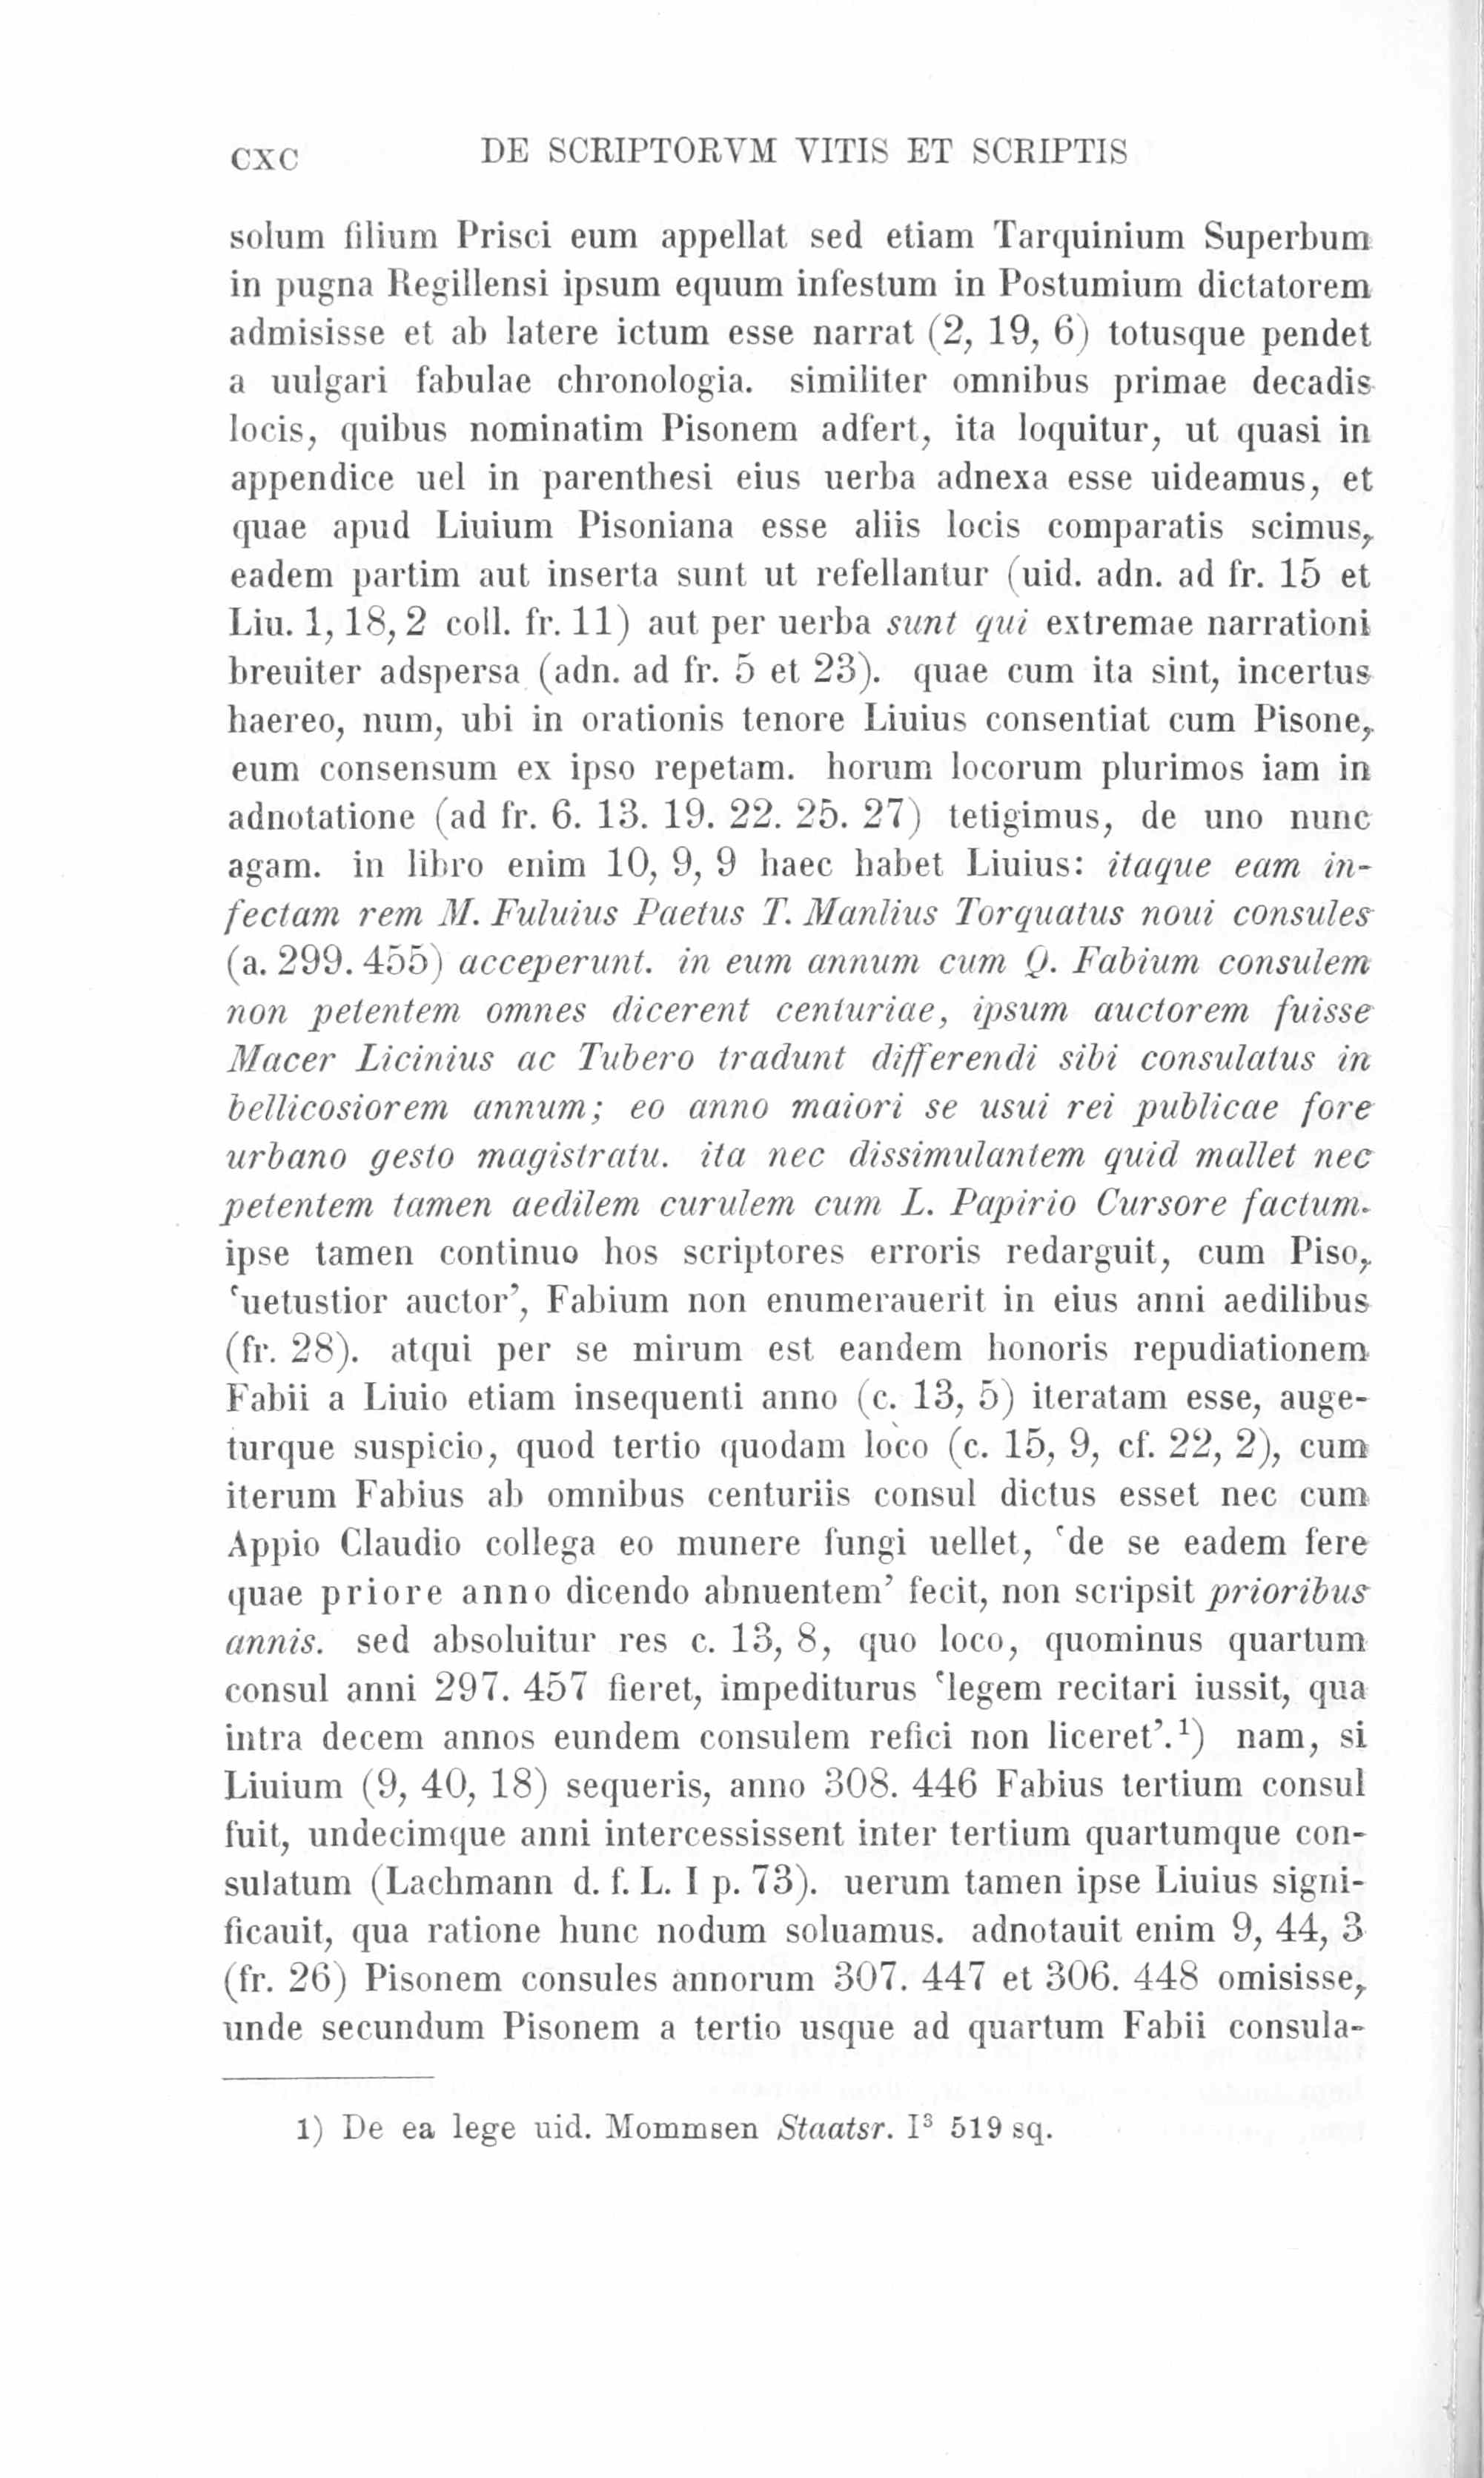 CXC DE SCRIPTORVM VITIS ET SCRIPTIS
solum filium Prisci eum appellat sed etiam Tarquinium Superbum
in pugna Regillensi ipsum equum infestum in Postumium dictatorem
admisisse et ab latere ictum esse narrat (2, 19, 6) totusque pendet
a uulgari fabulae chronologia. similiter omnibus primae decadis
locis, quibus nominatim Pisonem adfert, ita loquitur, ut quasi in
appendice uel in parenthesi eius uerba adnexa esse uideamus, et
quae apud Liuium Pisoniana esse aliis locis comparatis scimus,
eadem partim aut inserta sunt ut refellantur (uid. adn. ad fr. 15 et
Liu. 1, 18, 2 coll. fr. 11) aut per uerba sunt qui extremae narrationi
breuiter adspersa (adn. ad fr. 5 et 23). quae cum ita sint, incertus
haereo, num, ubi in orationis tenore Liuius consentiat cum Pisone,
eum consensum ex ipso repetam. horum locorum plurimos iam in
adnotatione (ad fr. 6. 13. 19. 22. 25. 27) tetigimus, de uno nunc
agam. in libro enim 10, 9, 9 haec habet Liuius: itaque eam in-
fectam rem M. Fuluius Paetus T. Manlius Torquatus noui consules
(a. 299. 455) acceperunt. in eum annum cum Q. Fabium consulem
non petentem omnes dicerent centuriae, ipsum auctorem fuisse
Macer Licinius ac Tubero tradunt differendi sibi consulatus in
bellicosiorem annum; eo anno maiori se usui rei publicae fore
urbano gesto magistratu. ita nec dissimulantem quid mallet nec
petentem tamen aedilem curulem cum L. Papirio Cursore factum.
ipse tamen continuo hos scriptores erroris redarguit, cum Piso,
‘uetustior auctor’, Fabium non enumerauerit in eius anni aedilibus
(fr. 28). atqui per se mirum est eandem honoris repudiationem
Fabii a Liuio etiam insequenti anno (c. 13, 5) iteratam esse, auge-
turque suspicio, quod tertio quodam loco (c. 15, 9, cf. 22, 2), cum
iterum Fabius ab omnibus centuriis consul dictus esset nec cum
Appio Claudio collega eo munere fungi uellet, ‘de se eadem fere
quae priore anno dicendo abnuentem’ fecit, non scripsit prioribus
annis. sed absoluitur res c. 13, 8, quo loco, quominus quartum
consul anni 297. 457 fieret, impediturus ‘legem recitari iussit, qua
intra decem annos eundem consulem refici non liceret’.¹) nam, si
Liuium (9, 40, 18) sequeris, anno 308. 446 Fabius tertium consul
fuit, undecimque anni intercessissent inter tertium quartumque con-
sulatum (Lachmann d. f. L. I p. 73). uerum tamen ipse Liuius signi-
ficauit, qua ratione hunc nodum soluamus. adnotauit enim 9, 44, 3
(fr. 26) Pisonem consules annorum 307. 447 et 306. 448 omisisse,
unde secundum Pisonem a tertio usque ad quartum Fabii consula-
1) De ea lege uid. Mommsen Staatsr. I³ 519 sq.